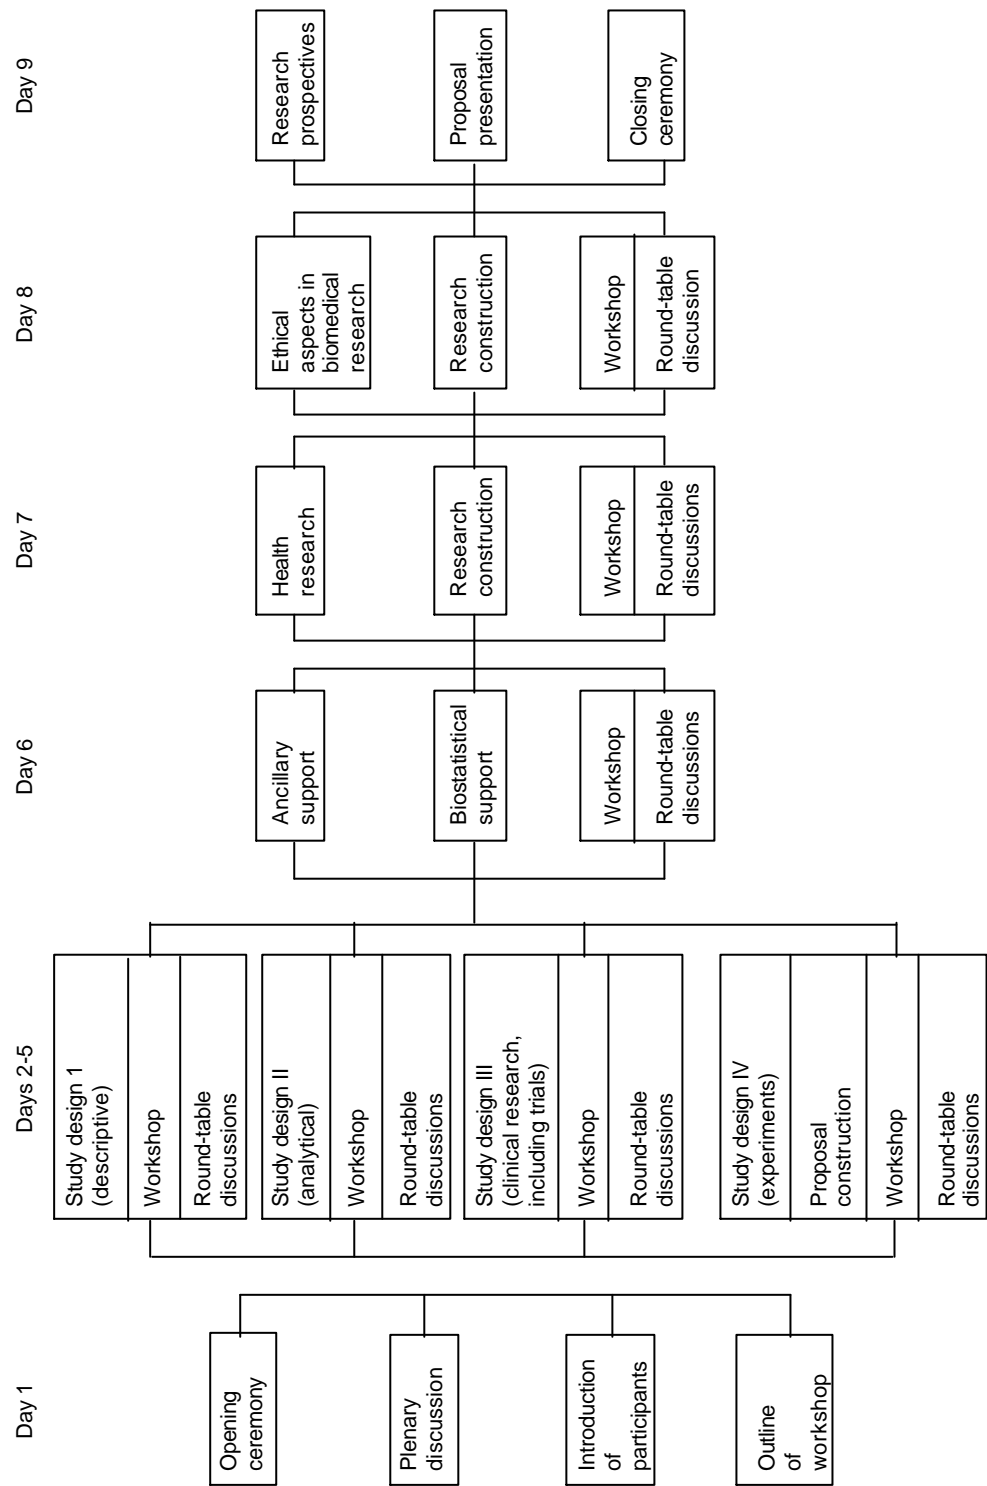 Day 1
Opening
ceremony
Plenary
discussion
Introduction
of
participants
Outline
of
workshop
Days 2-5
Study design 1
(descriptive)
Workshop
Round-table
discussions
Study design II
(analytical)
Workshop
Round-table
discussions
Study design III
(clinical research,
including trials)
Workshop
Round-table
discussions
Study design IV
(experiments)
Proposal
construction
Workshop
Round-table
discussions
Day 6
Ancillary
support
Biostatistical
support
Workshop
Round-table
discussions
Day 7
Health
research
Research
construction
Workshop
Round-table
discussions
Day 8
Ethical
aspects in
biomedical
research
Research
construction
Workshop
Round-table
discussion
Day 9
Research
prospectives
Proposal
presentation
Closing
ceremony